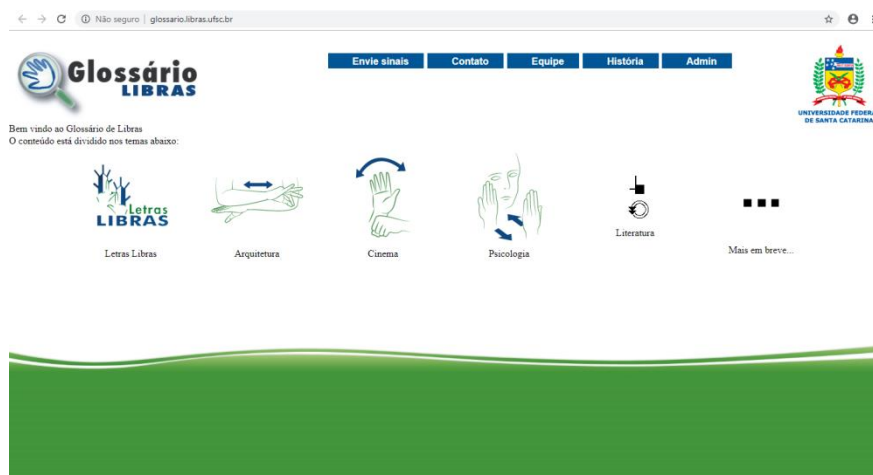 Não seguro | glossario.libras.ufsc.br
Glossário
LIBRAS
Envie sinais
Contato
Equipe
História
Admin
UNIVERSIDADE FEDERA
DE SANTA CATARINA
Bem vindo ao Glossário de Libras
O conteúdo está dividido nos temas abaixo:
Letras
LIBRAS
Letras Libras
Arquitetura
Cinema
Psicologia
Literatura
Mais em breve...